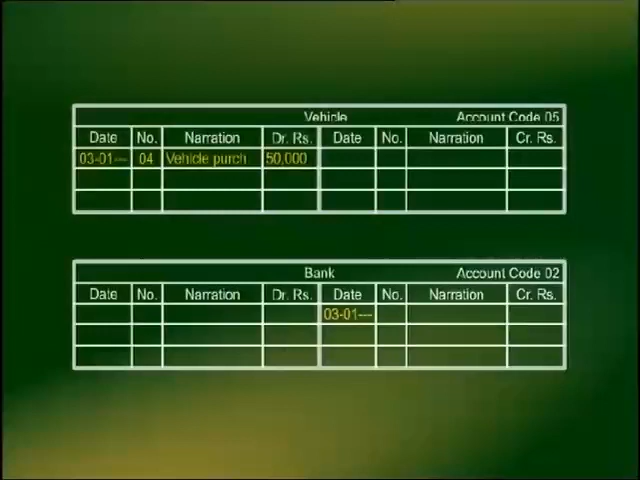 Vehicle Account Code 05
Date No. Narration Dr. Rs. Date No. Narration Cr. Rs.
03-01--- 04 Vehicle purch 50,000
Bank Account Code 02
Date No. Narration Dr. Rs. Date No. Narration Cr. Rs.
03-01---